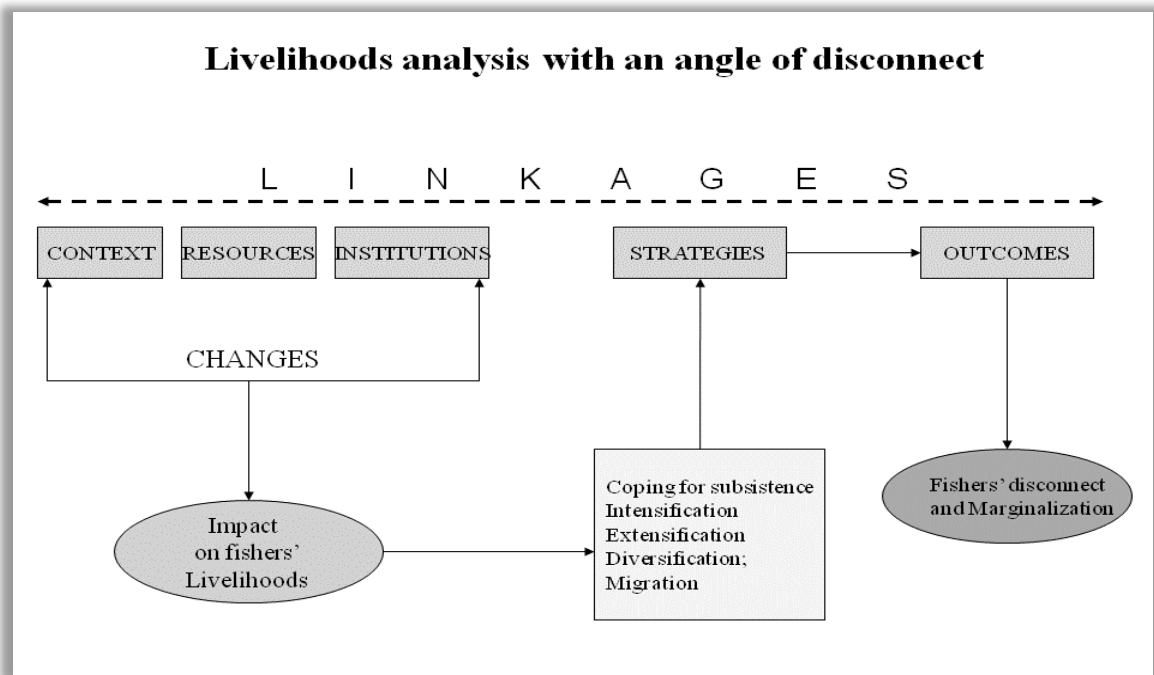 Livelihoods analysis with an angle of disconnect
L I N K A G E S
CONTEXT
RESOURCES
INSTITUTIONS
STRATEGIES
OUTCOMES
CHANGES
Impact
on fishers’
Livelihoods
Coping for subsistence
Intensification
Extensification
Diversification;
Migration
Fishers’ disconnect
and Marginalization